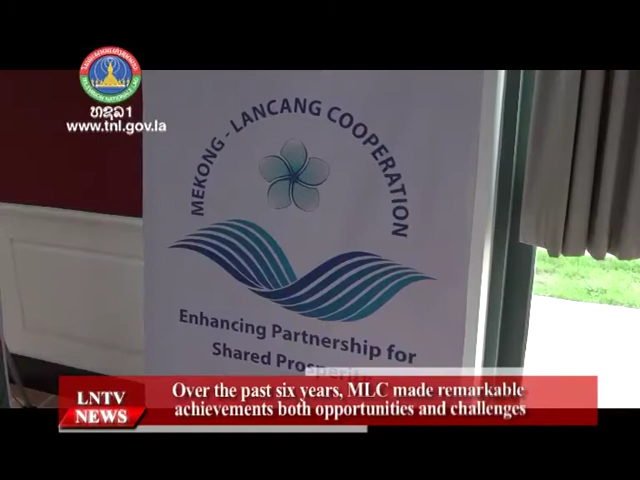 ທຊລ1
www.tnl.gov.la
MEKONG - LANCANG COOPERATION
Enhancing Partnership for
Shared Prosperity
LNTV
NEWS
Over the past six years, MLC made remarkable
achievements both opportunities and challenges